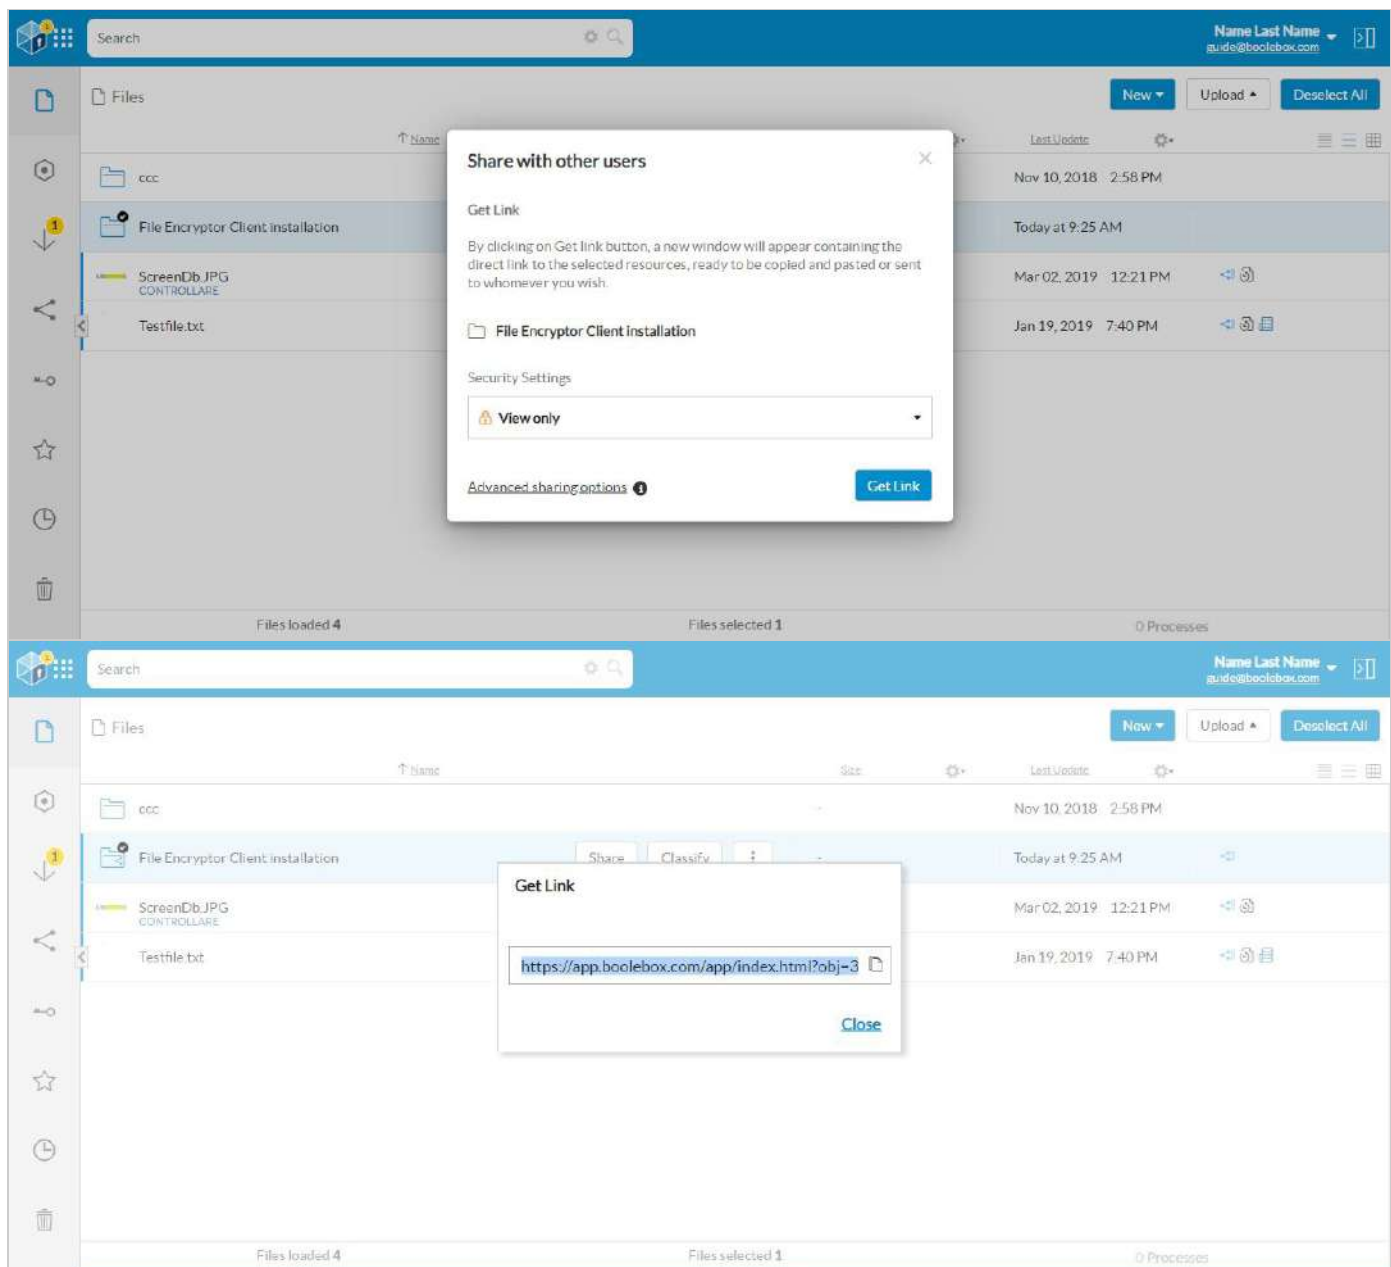 Search
Name Last Name
guide@boolebox.com
Files
New
Upload
Deselect All
Name
Last Update
Share with other users
Get Link
By clicking on Get link button, a new window will appear containing the
direct link to the selected resources, ready to be copied and pasted or sent
to whomever you wish.
File Encryptor Client installation
Security Settings
View only
Advanced sharing options
Get Link
ccc
Nov 10, 2018 2:58 PM
File Encryptor Client installation
Today at 9:25 AM
1
ScreenDb.JPG
CONTROLLARE
Mar 02, 2019 12:21 PM
Testfile.txt
Jan 19, 2019 7:40 PM
Files loaded 4
Files selected 1
0 Processes
Search
Name Last Name
guide@boolebox.com
Files
New
Upload
Deselect All
Name
Size
Last Update
ccc
-
Nov 10, 2018 2:58 PM
1
File Encryptor Client installation
Share
Classify
-
Today at 9:25 AM
Get Link
https://app.boolebox.com/app/index.html?obj=3
Close
ScreenDb.JPG
CONTROLLARE
Mar 02, 2019 12:21 PM
Testfile.txt
Jan 19, 2019 7:40 PM
Files loaded 4
Files selected 1
0 Processes